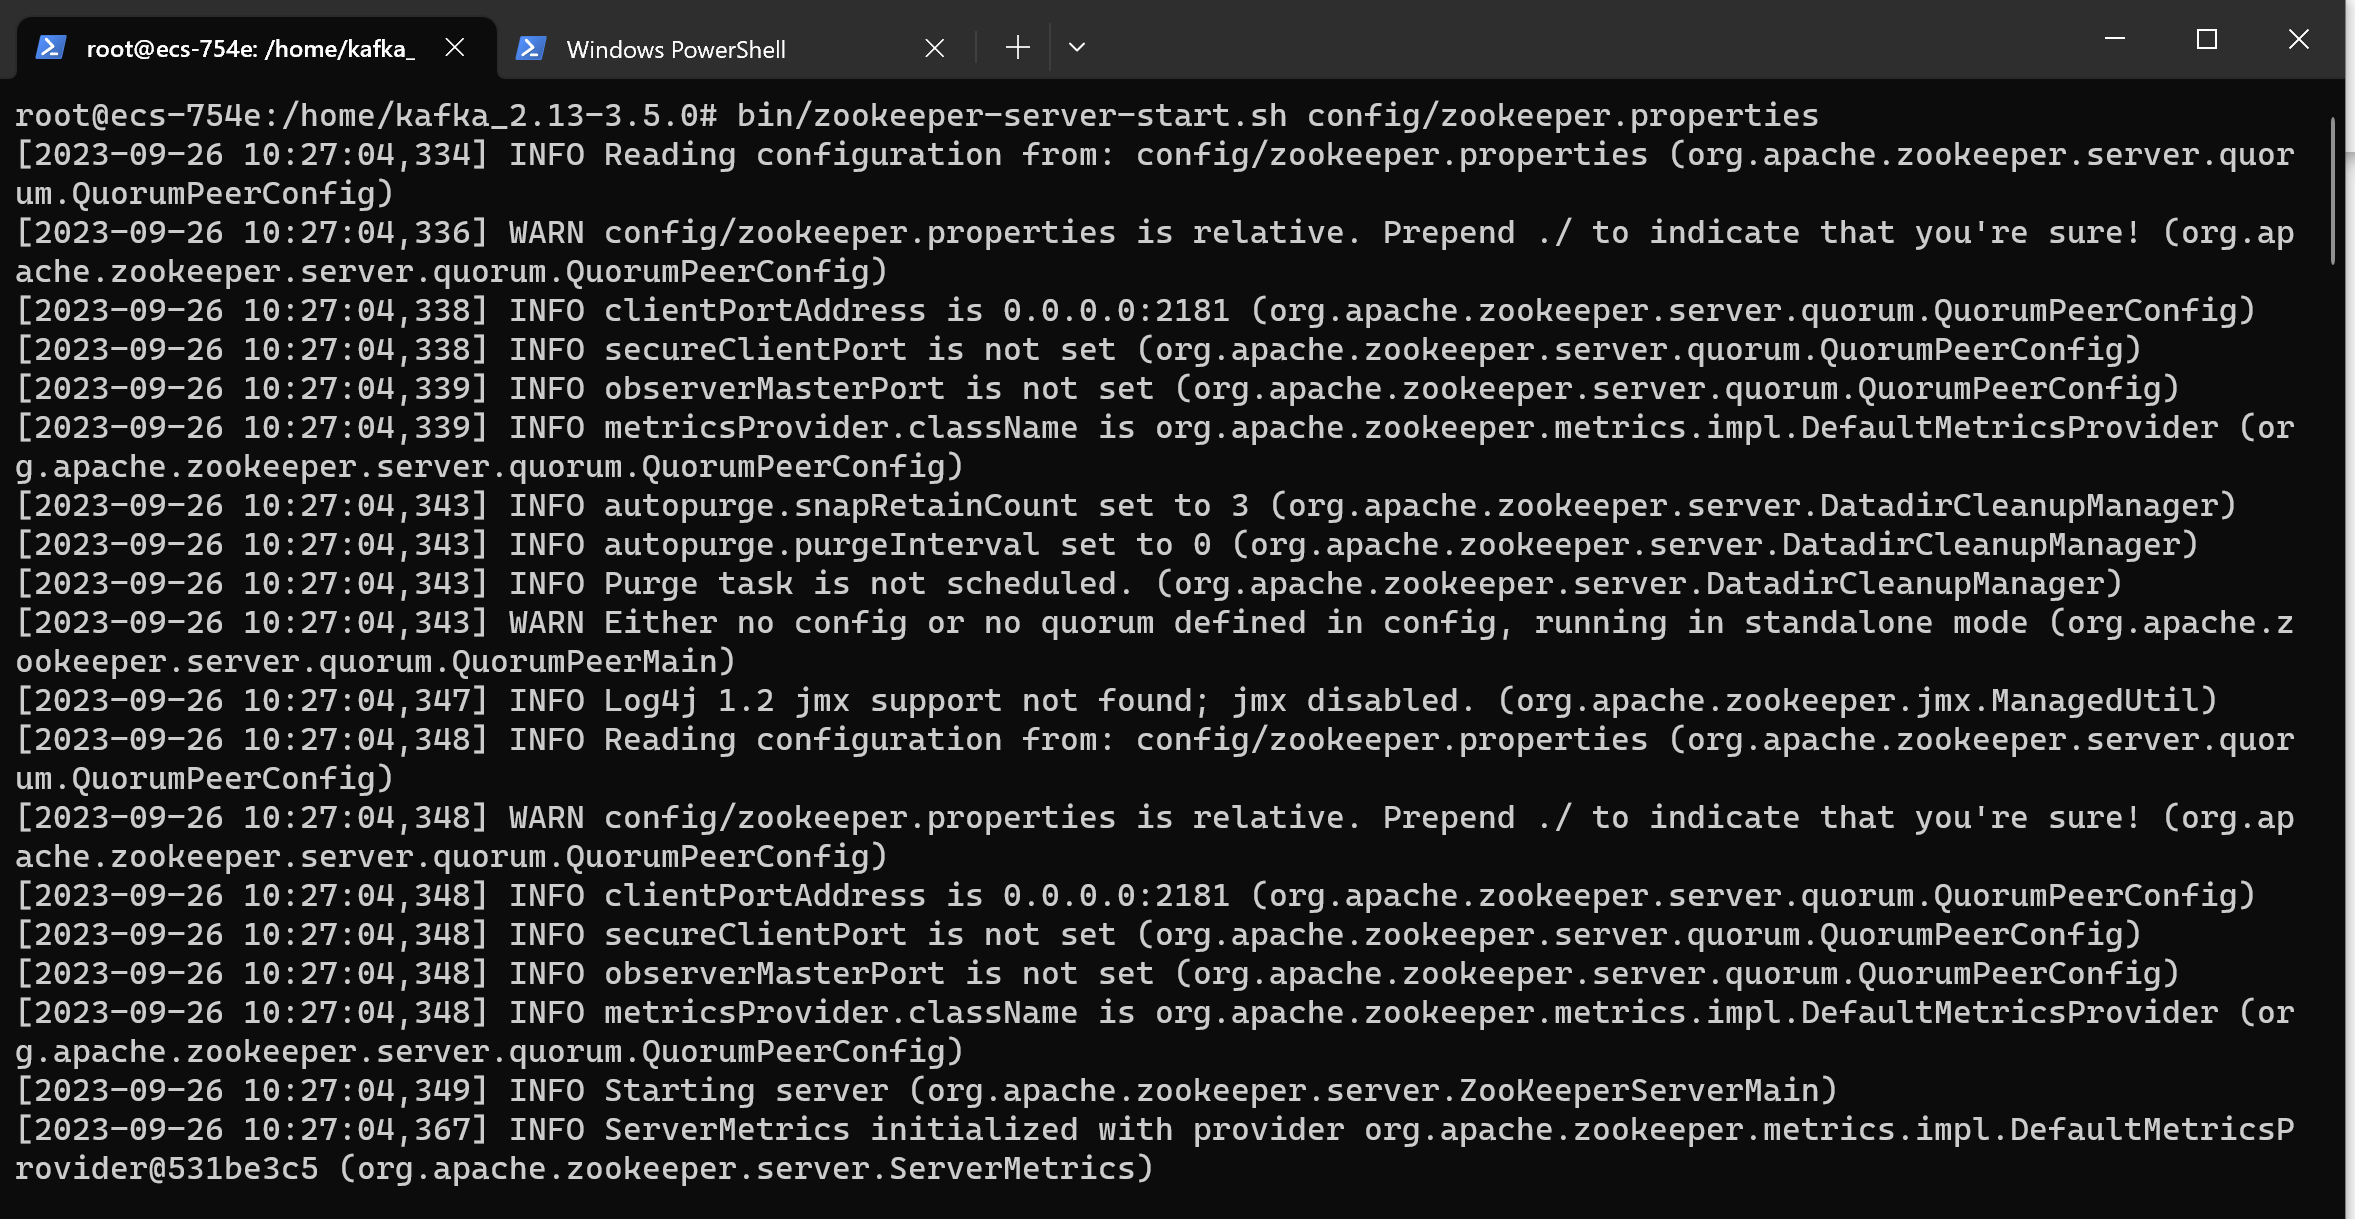 root@ecs-754e: /home/kafka_
Windows PowerShell
root@ecs-754e:/home/kafka_2.13-3.5.0# bin/zookeeper-server-start.sh config/zookeeper.properties
[2023-09-26 10:27:04,334] INFO Reading configuration from: config/zookeeper.properties (org.apache.zookeeper.server.quor
um.QuorumPeerConfig)
[2023-09-26 10:27:04,336] WARN config/zookeeper.properties is relative. Prepend ./ to indicate that you're sure! (org.ap
ache.zookeeper.server.quorum.QuorumPeerConfig)
[2023-09-26 10:27:04,338] INFO clientPortAddress is 0.0.0.0:2181 (org.apache.zookeeper.server.quorum.QuorumPeerConfig)
[2023-09-26 10:27:04,338] INFO secureClientPort is not set (org.apache.zookeeper.server.quorum.QuorumPeerConfig)
[2023-09-26 10:27:04,339] INFO observerMasterPort is not set (org.apache.zookeeper.server.quorum.QuorumPeerConfig)
[2023-09-26 10:27:04,339] INFO metricsProvider.className is org.apache.zookeeper.metrics.impl.DefaultMetricsProvider (or
g.apache.zookeeper.server.quorum.QuorumPeerConfig)
[2023-09-26 10:27:04,343] INFO autopurge.snapRetainCount set to 3 (org.apache.zookeeper.server.DatadirCleanupManager)
[2023-09-26 10:27:04,343] INFO autopurge.purgeInterval set to 0 (org.apache.zookeeper.server.DatadirCleanupManager)
[2023-09-26 10:27:04,343] INFO Purge task is not scheduled. (org.apache.zookeeper.server.DatadirCleanupManager)
[2023-09-26 10:27:04,343] WARN Either no config or no quorum defined in config, running in standalone mode (org.apache.z
ookeeper.server.quorum.QuorumPeerMain)
[2023-09-26 10:27:04,347] INFO Log4j 1.2 jmx support not found; jmx disabled. (org.apache.zookeeper.jmx.ManagedUtil)
[2023-09-26 10:27:04,348] INFO Reading configuration from: config/zookeeper.properties (org.apache.zookeeper.server.quor
um.QuorumPeerConfig)
[2023-09-26 10:27:04,348] WARN config/zookeeper.properties is relative. Prepend ./ to indicate that you're sure! (org.ap
ache.zookeeper.server.quorum.QuorumPeerConfig)
[2023-09-26 10:27:04,348] INFO clientPortAddress is 0.0.0.0:2181 (org.apache.zookeeper.server.quorum.QuorumPeerConfig)
[2023-09-26 10:27:04,348] INFO secureClientPort is not set (org.apache.zookeeper.server.quorum.QuorumPeerConfig)
[2023-09-26 10:27:04,348] INFO observerMasterPort is not set (org.apache.zookeeper.server.quorum.QuorumPeerConfig)
[2023-09-26 10:27:04,348] INFO metricsProvider.className is org.apache.zookeeper.metrics.impl.DefaultMetricsProvider (or
g.apache.zookeeper.server.quorum.QuorumPeerConfig)
[2023-09-26 10:27:04,349] INFO Starting server (org.apache.zookeeper.server.ZooKeeperServerMain)
[2023-09-26 10:27:04,367] INFO ServerMetrics initialized with provider org.apache.zookeeper.metrics.impl.DefaultMetricsP
rovider@531be3c5 (org.apache.zookeeper.server.ServerMetrics)